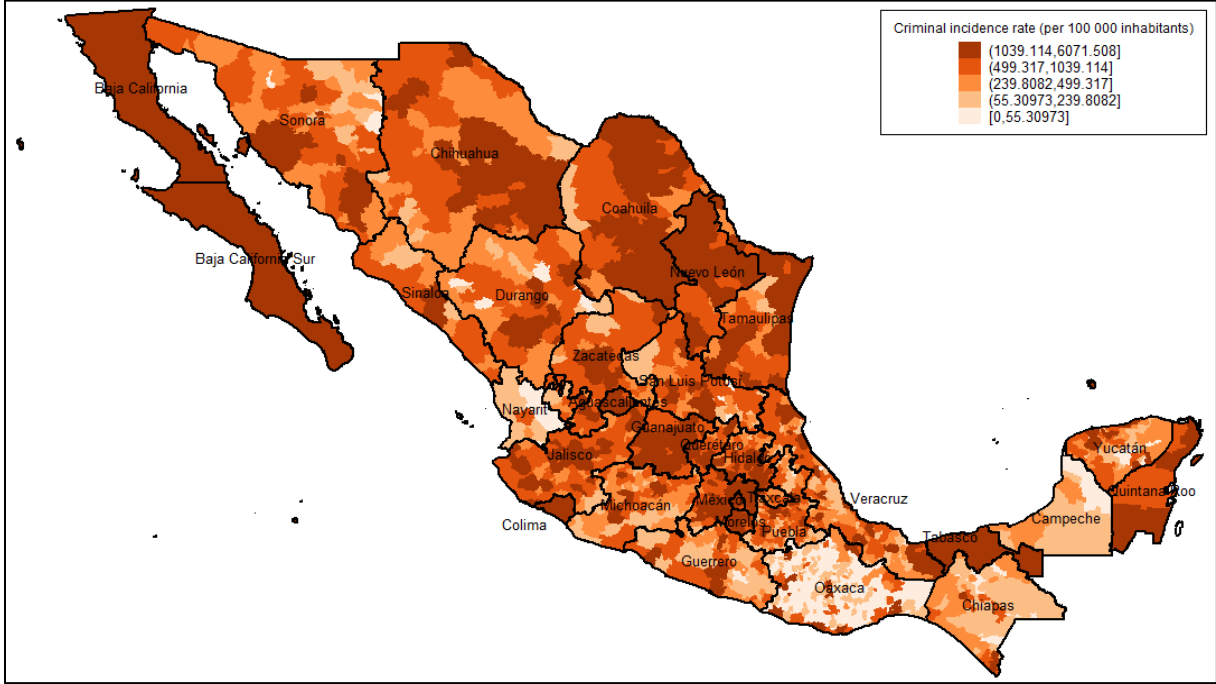 Criminal incidence rate (per 100 000 inhabitants)
(1039.114,6071.508]
(499.317,1039.114]
(239.8082,499.317]
(55.30973,239.8082]
[0,55.30973]
Baja California
Sonora
Chihuahua
Coahuila
Baja California Sur
Nuevo León
Sinaloa
Durango
Tamaulipas
Zacatecas
San Luis Potosí
Nayarit
Aguascalientes
Guanajuato
Querétaro
Hidalgo
Jalisco
Yucatán
Quintana Roo
México
Tlaxcala
Veracruz
Michoacán
Colima
Morelos
Puebla
Campeche
Tabasco
Guerrero
Oaxaca
Chiapas